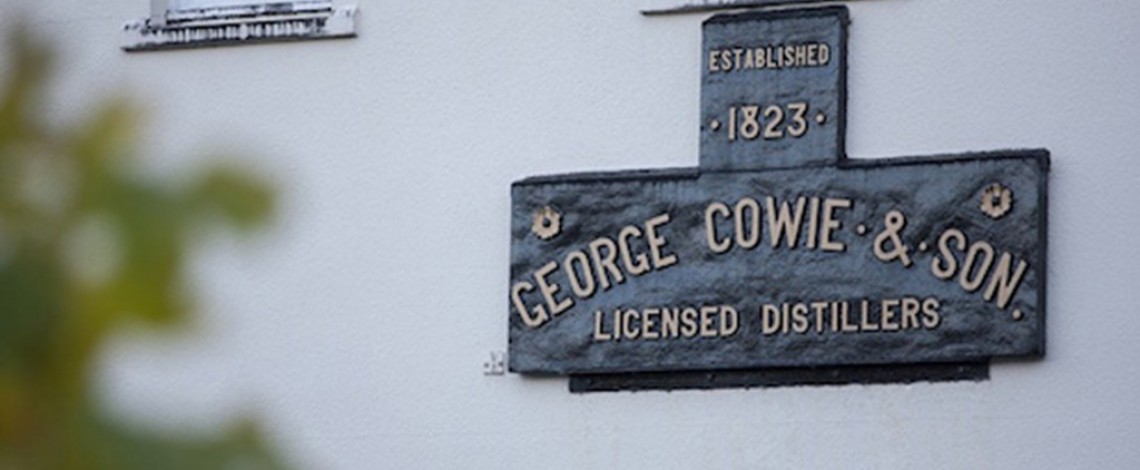 ESTABLISHED
·1823·
GEORGE COWIE·&·SON.
LICENSED DISTILLERS